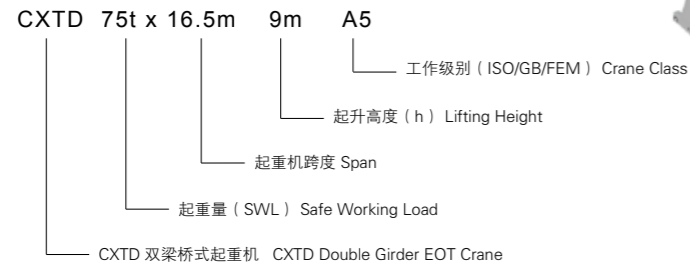 CXTD 75t x 16.5m 9m A5
工作级别（ISO/GB/FEM）Crane Class
起升高度（h）Lifting Height
起重机跨度 Span
起重量（SWL）Safe Working Load
CXTD 双梁桥式起重机 CXTD Double Girder EOT Crane